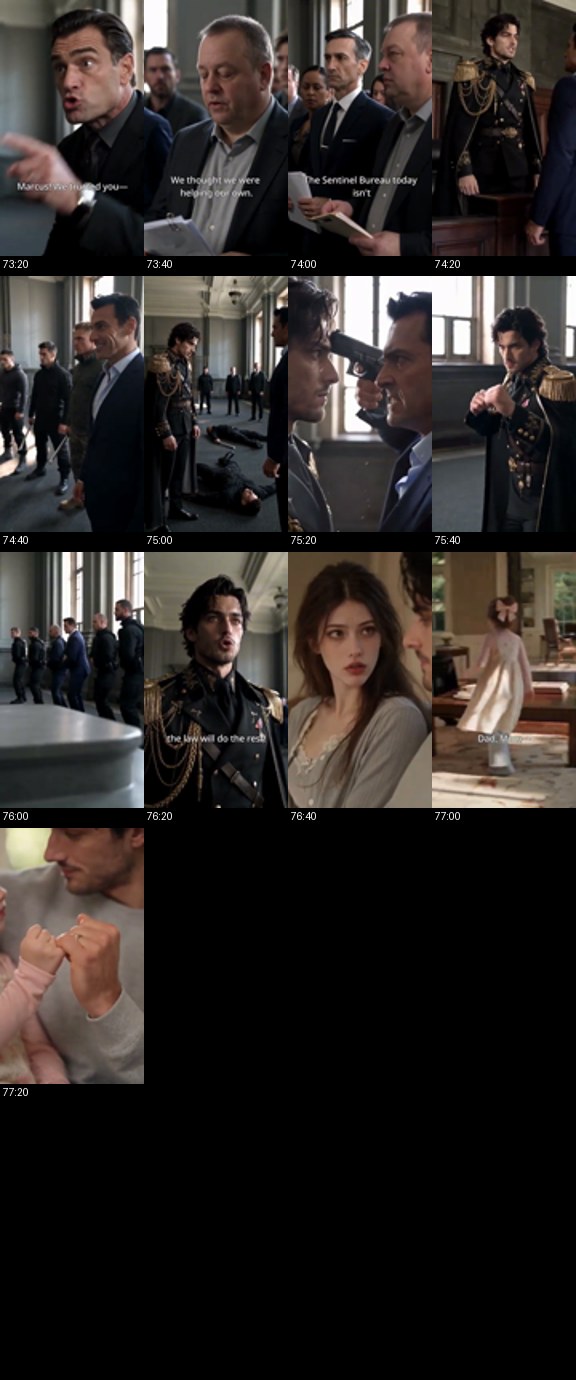 Marcus! We trusted you—
We thought we were
helping our own.
The Sentinel Bureau today
isn't
73:20
73:40
74:00
74:20
74:40
75:00
75:20
75:40
the law will do the rest
Dad, M
76:00
76:20
76:40
77:00
77:20